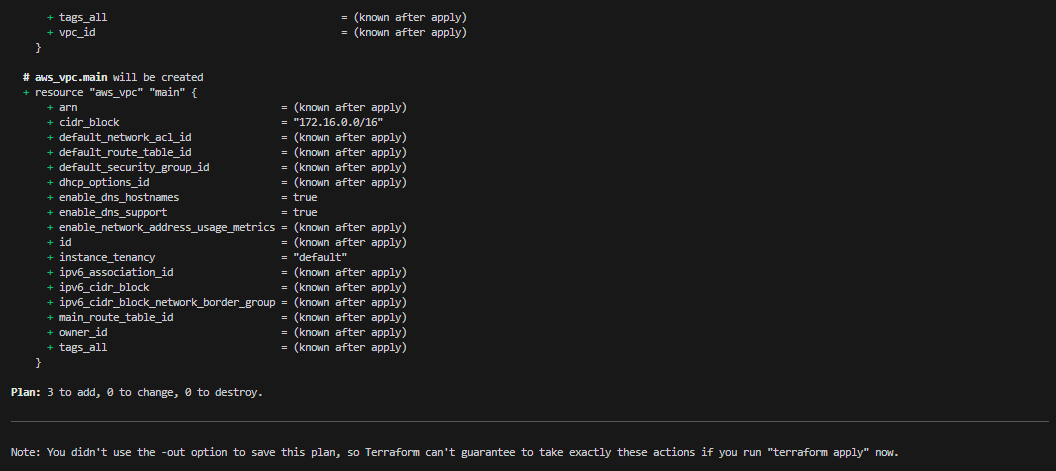 + tags_all = (known after apply)
+ vpc_id = (known after apply)
}
# aws_vpc.main will be created
+ resource "aws_vpc" "main" {
+ arn = (known after apply)
+ cidr_block = "172.16.0.0/16"
+ default_network_acl_id = (known after apply)
+ default_route_table_id = (known after apply)
+ default_security_group_id = (known after apply)
+ dhcp_options_id = (known after apply)
+ enable_dns_hostnames = true
+ enable_dns_support = true
+ enable_network_address_usage_metrics = (known after apply)
+ id = (known after apply)
+ instance_tenancy = "default"
+ ipv6_association_id = (known after apply)
+ ipv6_cidr_block = (known after apply)
+ ipv6_cidr_block_network_border_group = (known after apply)
+ main_route_table_id = (known after apply)
+ owner_id = (known after apply)
+ tags_all = (known after apply)
}
Plan: 3 to add, 0 to change, 0 to destroy.
Note: You didn't use the -out option to save this plan, so Terraform can't guarantee to take exactly these actions if you run "terraform apply" now.